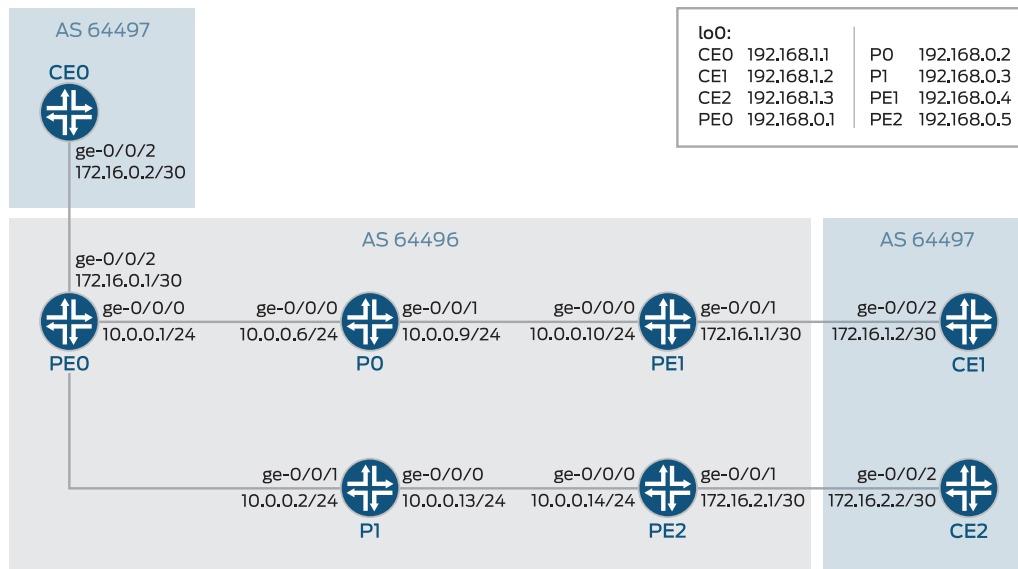 AS 64497
CE0
ge-0/0/2
172.16.0.2/30
lo0:
CE0 192.168.1.1 P0 192.168.0.2
CE1 192.168.1.2 P1 192.168.0.3
CE2 192.168.1.3 PE1 192.168.0.4
PE0 192.168.0.1 PE2 192.168.0.5
AS 64496
AS 64497
ge-0/0/2
172.16.0.1/30
ge-0/0/0
10.0.0.1/24
PE0
ge-0/0/0
10.0.0.6/24
P0
ge-0/0/1
10.0.0.9/24
ge-0/0/0
10.0.0.10/24
PE1
ge-0/0/1
172.16.1.1/30
ge-0/0/2
172.16.1.2/30
CE1
ge-0/0/1
10.0.0.2/24
P1
ge-0/0/0
10.0.0.13/24
ge-0/0/0
10.0.0.14/24
PE2
ge-0/0/1
172.16.2.1/30
ge-0/0/2
172.16.2.2/30
CE2